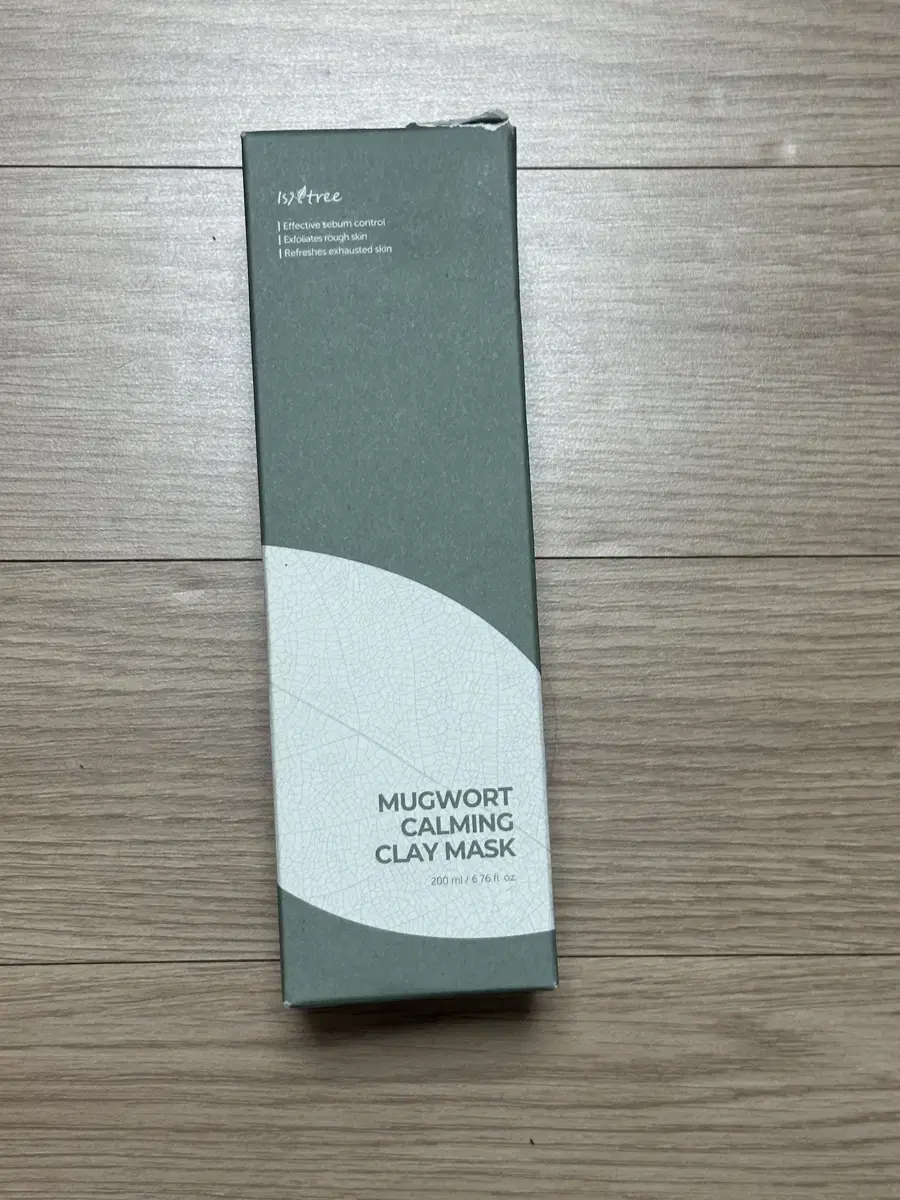 Isntree
Effective sebum control
Exfoliates rough skin
Refreshes exhausted skin
MUGWORT
CALMING
CLAY MASK
200 ml / 6.76 fl. oz.